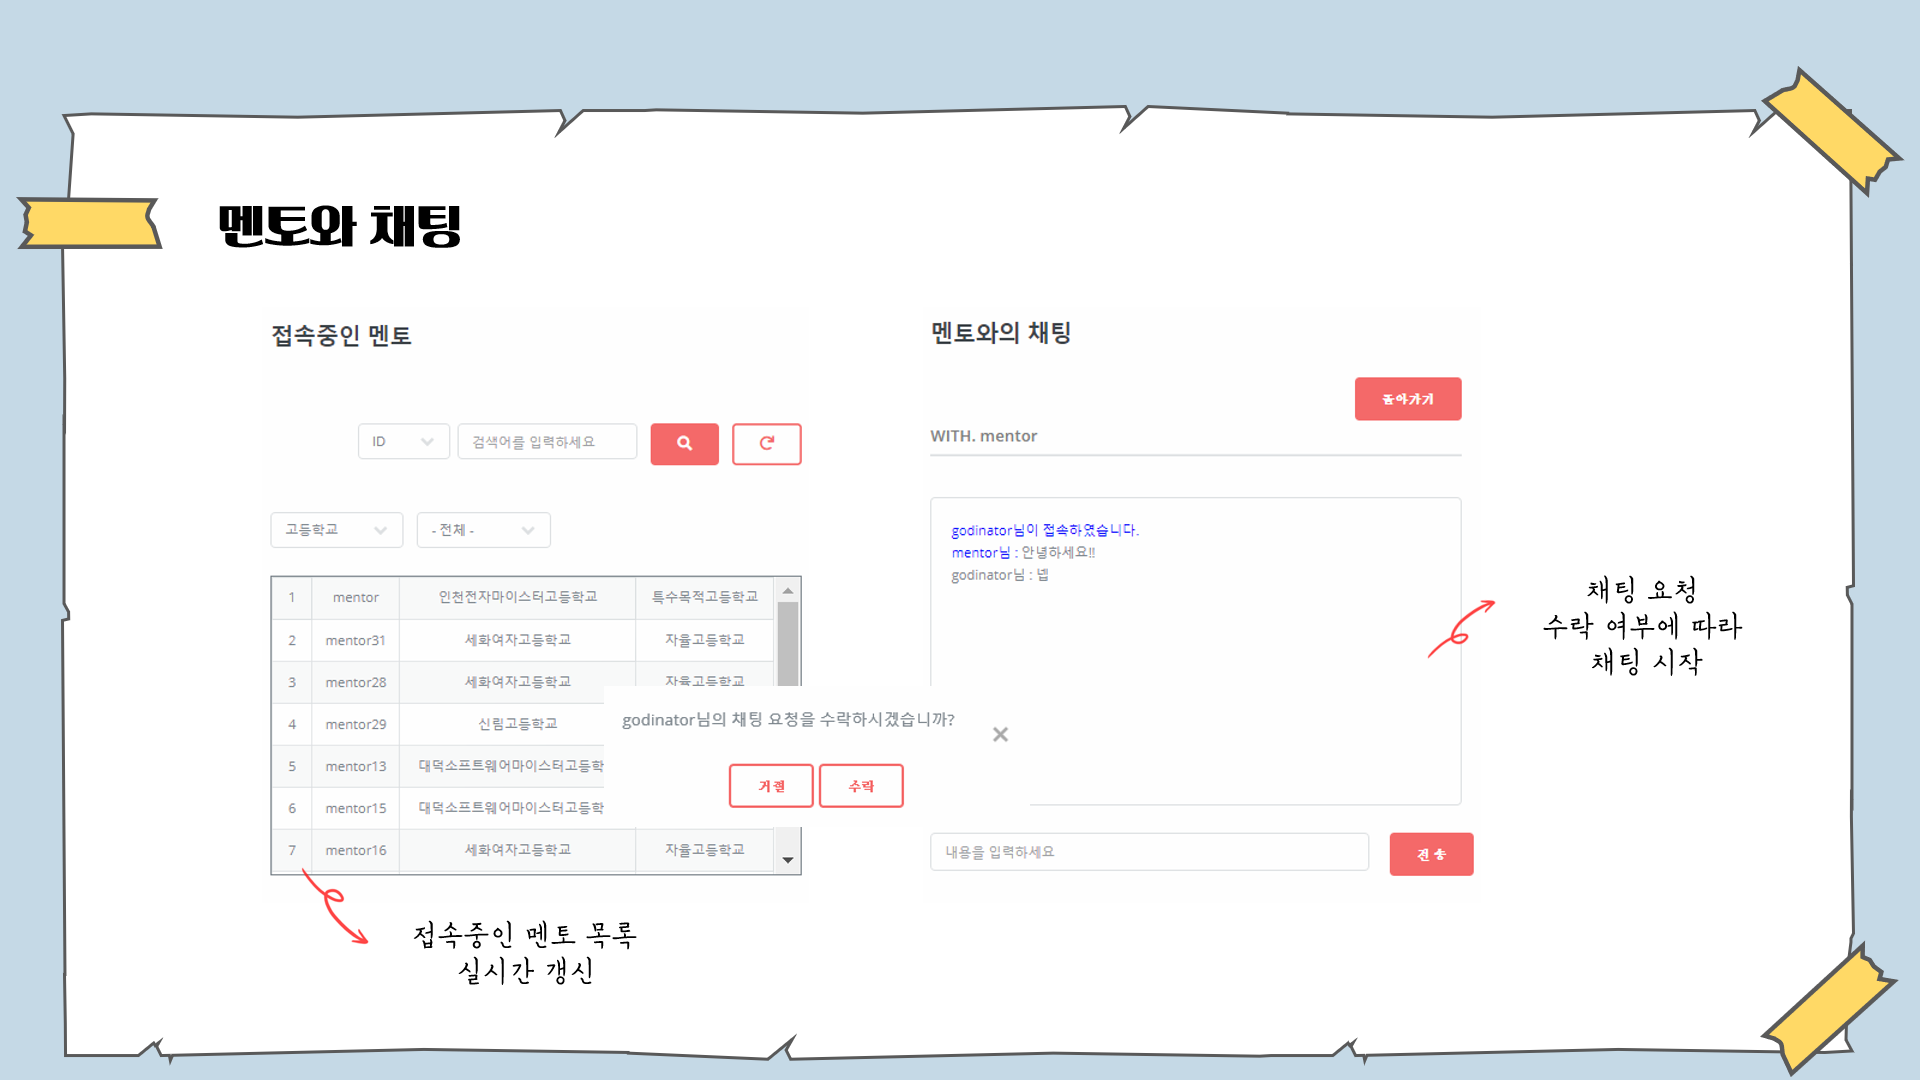 멘토와 채팅
접속중인 멘토
ID
검색어를 입력하세요
고등학교
- 전체 -
1 mentor 인천전자마이스터고등학교 특수목적고등학교
2 mentor31 세화여자고등학교 자율고등학교
3 mentor28 세화여자고등학교 자율고등학교
4 mentor29 신림고등학교
5 mentor13 대덕소프트웨어마이스터고등학
6 mentor15 대덕소프트웨어마이스터고등학
7 mentor16 세화여자고등학교 자율고등학교
godinator님의 채팅 요청을 수락하시겠습니까?
거절
수락
접속중인 멘토 목록
실시간 갱신
멘토와의 채팅
돌아가기
WITH. mentor
godinator님이 접속하였습니다.
mentor님 : 안녕하세요!!
godinator님 : 넵
내용을 입력하세요
전송
채팅 요청
수락 여부에 따라
채팅 시작